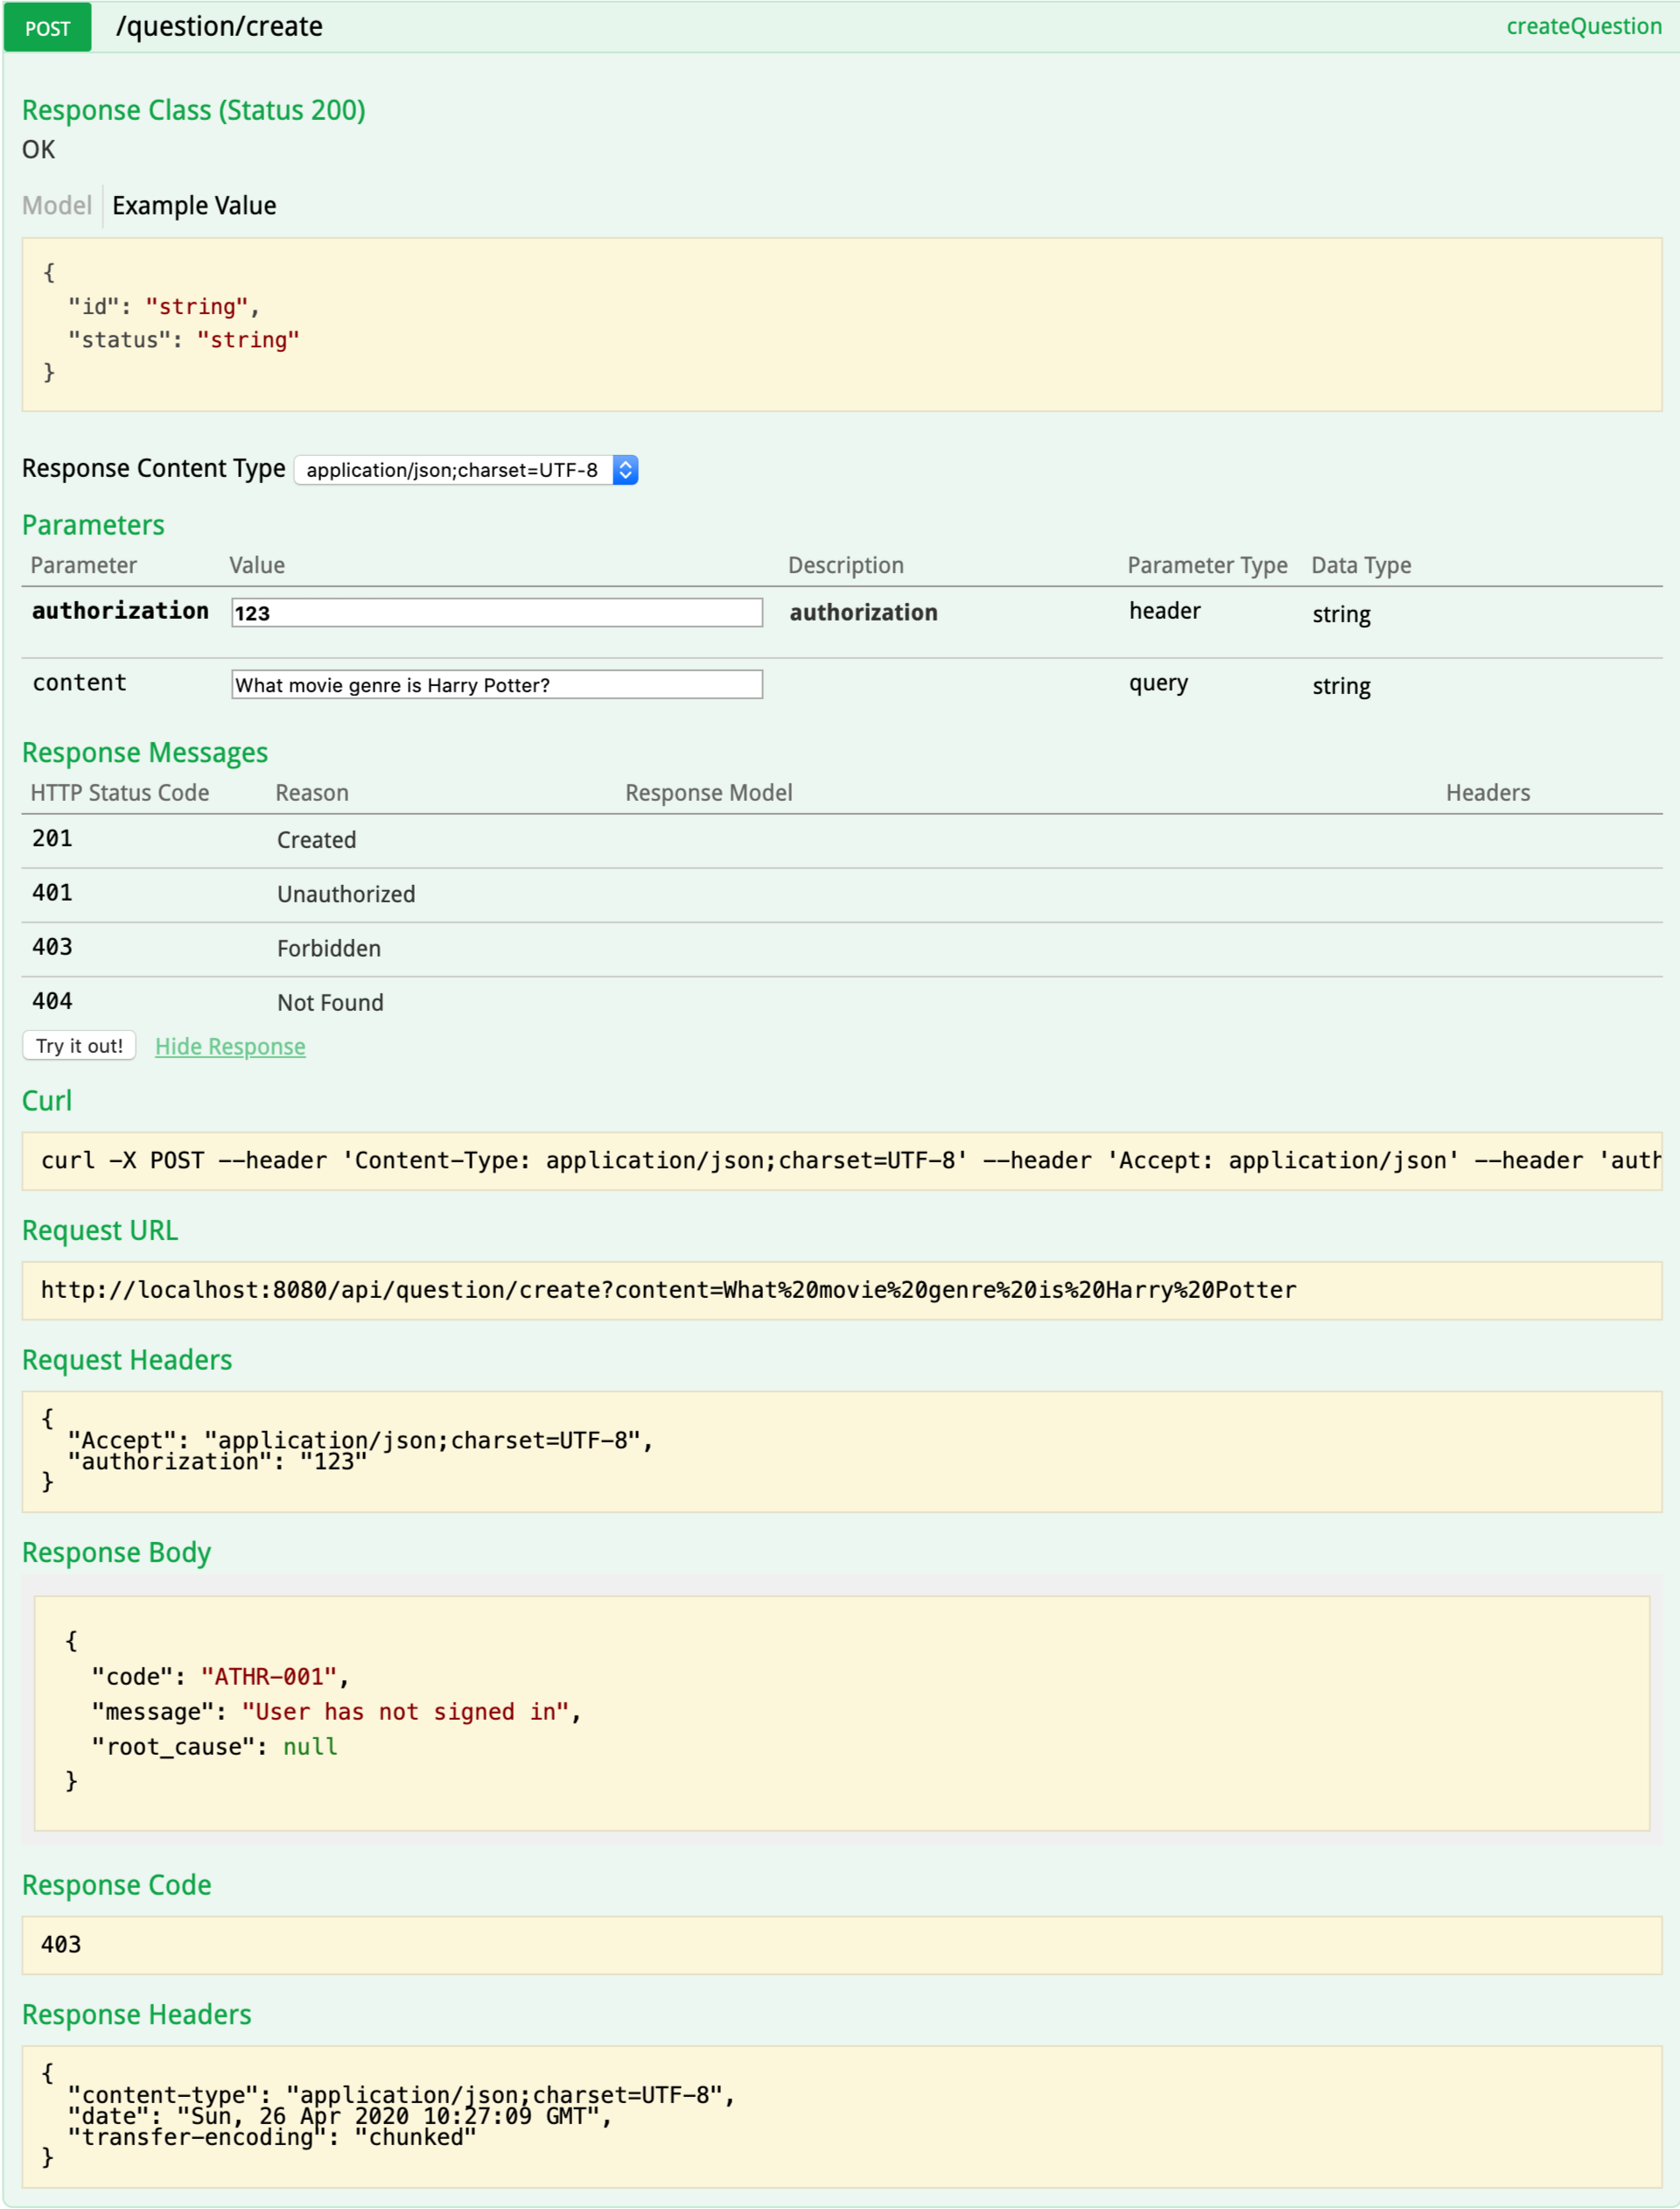 POST /question/create createQuestion
Response Class (Status 200)
OK
Model Example Value
{
"id": "string",
"status": "string"
}
Response Content Type application/json;charset=UTF-8
Parameters
Parameter Value Description Parameter Type Data Type
authorization 123 authorization header string
content What movie genre is Harry Potter? query string
Response Messages
HTTP Status Code Reason Response Model Headers
201 Created
401 Unauthorized
403 Forbidden
404 Not Found
Try it out! Hide Response
Curl
curl -X POST --header 'Content-Type: application/json;charset=UTF-8' --header 'Accept: application/json' --header 'auth
Request URL
http://localhost:8080/api/question/create?content=What%20movie%20genre%20is%20Harry%20Potter
Request Headers
{
"Accept": "application/json;charset=UTF-8",
"authorization": "123"
}
Response Body
{
"code": "ATHR-001",
"message": "User has not signed in",
"root_cause": null
}
Response Code
403
Response Headers
{
"content-type": "application/json;charset=UTF-8",
"date": "Sun, 26 Apr 2020 10:27:09 GMT",
"transfer-encoding": "chunked"
}